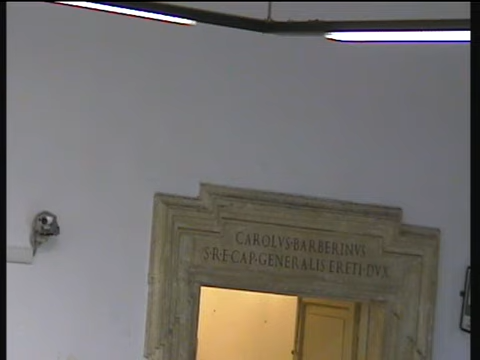 CAROLVS·BARBERINVS
S·R·E·CAP·GENERALIS ERETI·DVX